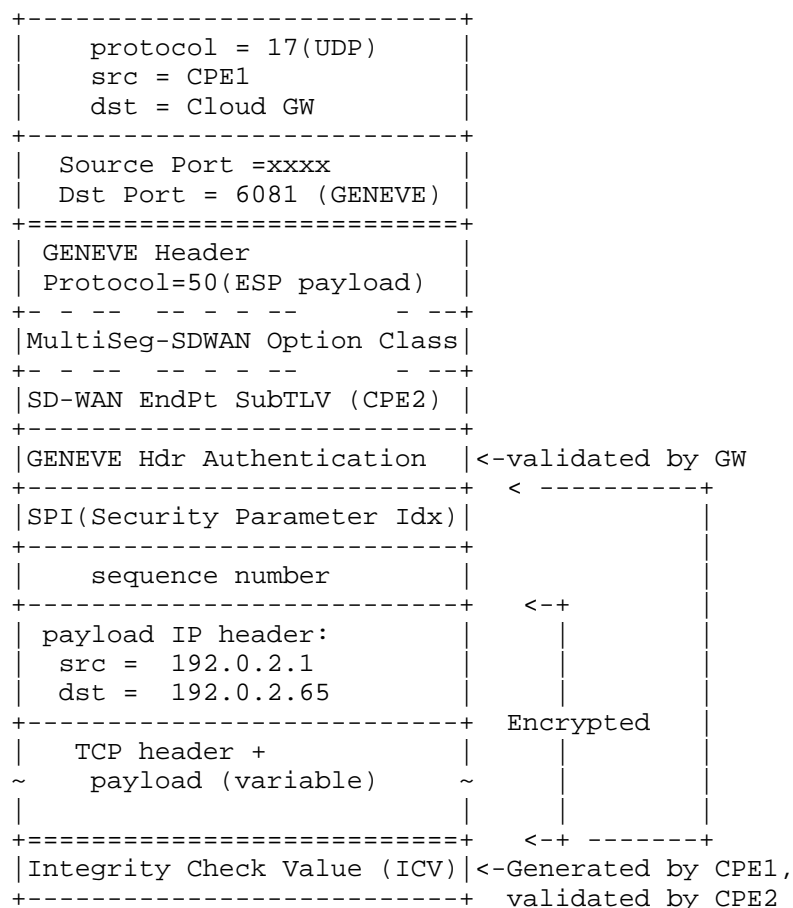 +---------------------------+
|    protocol = 17(UDP)     |
|    src = CPE1             |
|    dst = Cloud GW         |
+---------------------------+
|  Source Port =xxxx        |
|  Dst Port = 6081 (GENEVE) |
+===========================+
| GENEVE Header             |
| Protocol=50(ESP payload)  |
+- - --  -- - - --      - --+
|MultiSeg-SDWAN Option Class|
+- - --  -- - - --      - --+
|SD-WAN EndPt SubTLV (CPE2) |
+---------------------------+
|GENEVE Hdr Authentication  |<-validated by GW
+---------------------------+  < ----------+
|SPI(Security Parameter Idx)|              |
+---------------------------+              |
|    sequence number        |              |
+---------------------------+   <-+        |
| payload IP header:        |     |        |
|  src =  192.0.2.1         |     |        |
|  dst =  192.0.2.65        |     |        |
+---------------------------+  Encrypted   |
|   TCP header +            |     |        |
~    payload (variable)     ~     |        |
|                           |     |        |
+===========================+   <-+ -------+
|Integrity Check Value (ICV)|<-Generated by CPE1,
+---------------------------+  validated by CPE2